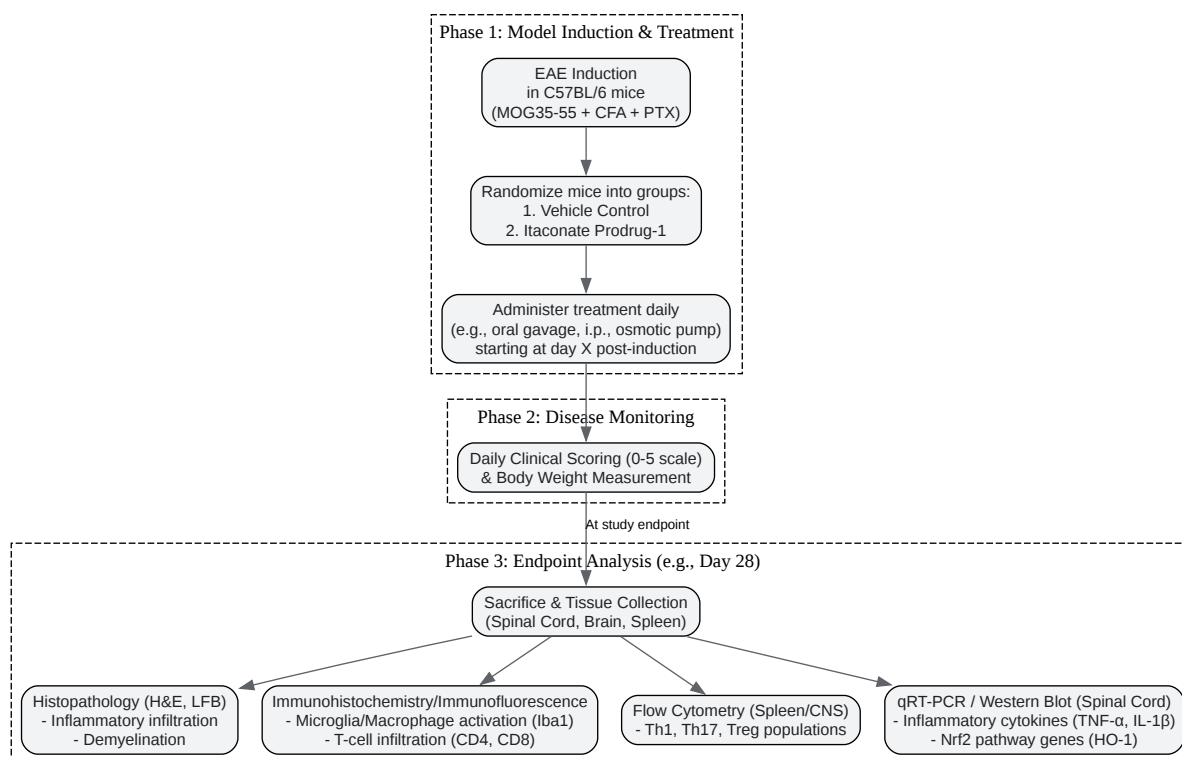 Phase 1: Model Induction & Treatment
EAE Induction
in C57BL/6 mice
(MOG35-55 + CFA + PTX)
Randomize mice into groups:
1. Vehicle Control
2. Itaconate Prodrug-1
Administer treatment daily
(e.g., oral gavage, i.p., osmotic pump)
starting at day X post-induction
Phase 2: Disease Monitoring
Daily Clinical Scoring (0-5 scale)
& Body Weight Measurement
At study endpoint
Phase 3: Endpoint Analysis (e.g., Day 28)
Sacrifice & Tissue Collection
(Spinal Cord, Brain, Spleen)
Histopathology (H&E, LFB)
- Inflammatory infiltration
- Demyelination
Immunohistochemistry/Immunofluorescence
- Microglia/Macrophage activation (Iba1)
- T-cell infiltration (CD4, CD8)
Flow Cytometry (Spleen/CNS)
- Th1, Th17, Treg populations
qRT-PCR / Western Blot (Spinal Cord)
- Inflammatory cytokines (TNF-α, IL-1β)
- Nrf2 pathway genes (HO-1)